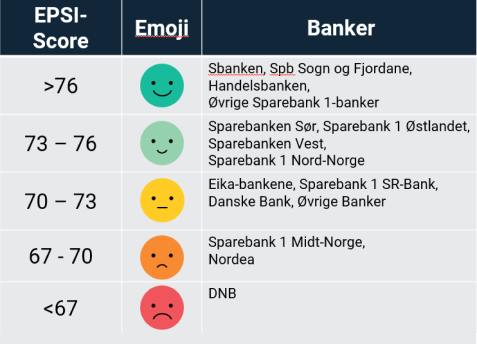 EPSI-
Score
Emoji
Banker
>76
Sbanken, Spb Sogn og Fjordane,
Handelsbanken,
Øvrige Sparebank 1-banker
73 – 76
Sparebanken Sør, Sparebank 1 Østlandet,
Sparebanken Vest,
Sparebank 1 Nord-Norge
70 – 73
Eika-bankene, Sparebank 1 SR-Bank,
Danske Bank, Øvrige Banker
67 - 70
Sparebank 1 Midt-Norge,
Nordea
<67
DNB